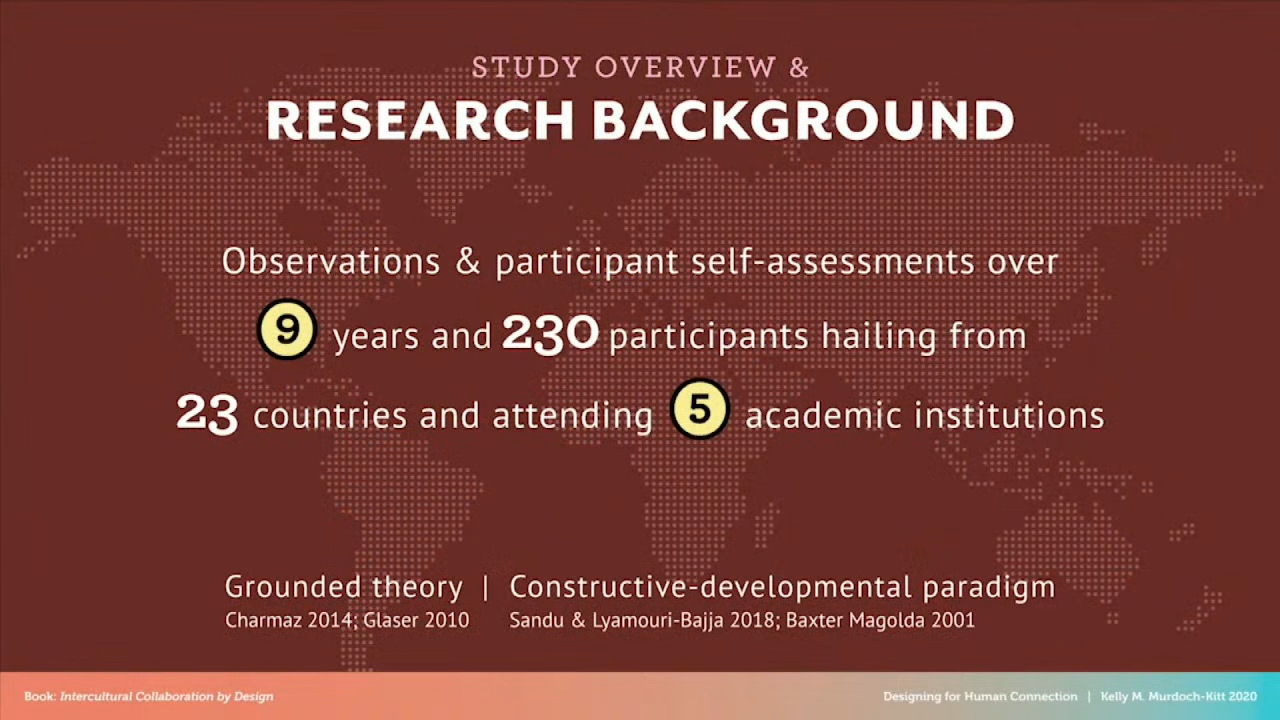 STUDY OVERVIEW &
RESEARCH BACKGROUND
Observations & participant self-assessments over
9 years and 230 participants hailing from
23 countries and attending 5 academic institutions
Grounded theory | Constructive-developmental paradigm
Charmaz 2014; Glaser 2010 Sandu & Lyamouri-Bajja 2018; Baxter Magolda 2001
Book: Intercultural Collaboration by Design Designing for Human Connection | Kelly M. Murdoch-Kitt 2020